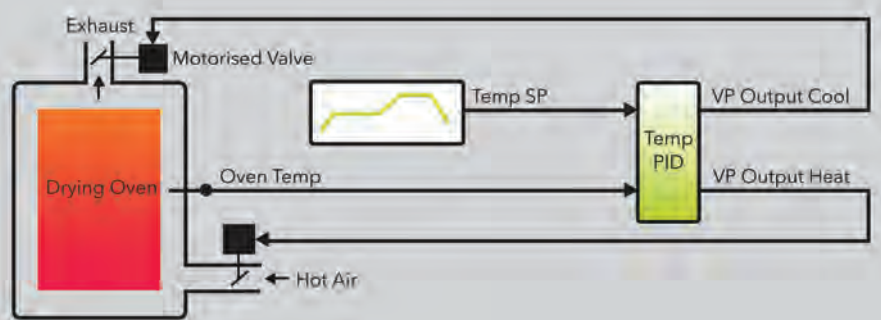 Exhaust
Motorised Valve
Temp SP
VP Output Cool
Temp
PID
Drying Oven
Oven Temp
VP Output Heat
Hot Air